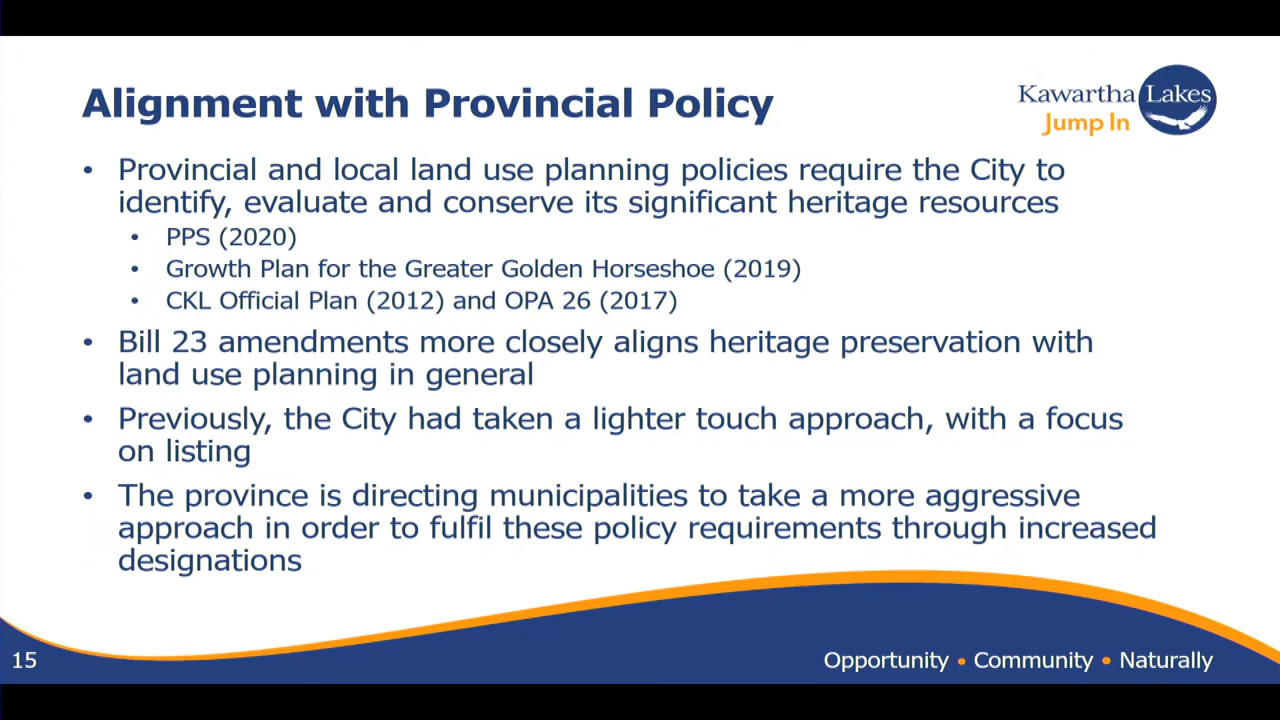 Alignment with Provincial Policy
Kawartha Lakes
Jump In
• Provincial and local land use planning policies require the City to
identify, evaluate and conserve its significant heritage resources
• PPS (2020)
• Growth Plan for the Greater Golden Horseshoe (2019)
• CKL Official Plan (2012) and OPA 26 (2017)
• Bill 23 amendments more closely aligns heritage preservation with
land use planning in general
• Previously, the City had taken a lighter touch approach, with a focus
on listing
• The province is directing municipalities to take a more aggressive
approach in order to fulfil these policy requirements through increased
designations
15
Opportunity • Community • Naturally